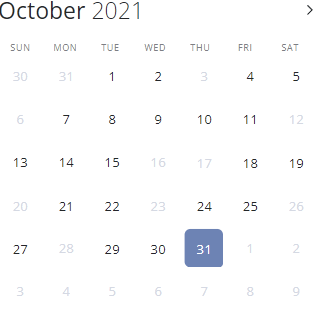 October 2021
SUN MON TUE WED THU FRI SAT
30 31 1 2 3 4 5
6 7 8 9 10 11 12
13 14 15 16 17 18 19
20 21 22 23 24 25 26
27 28 29 30 31 1 2
3 4 5 6 7 8 9